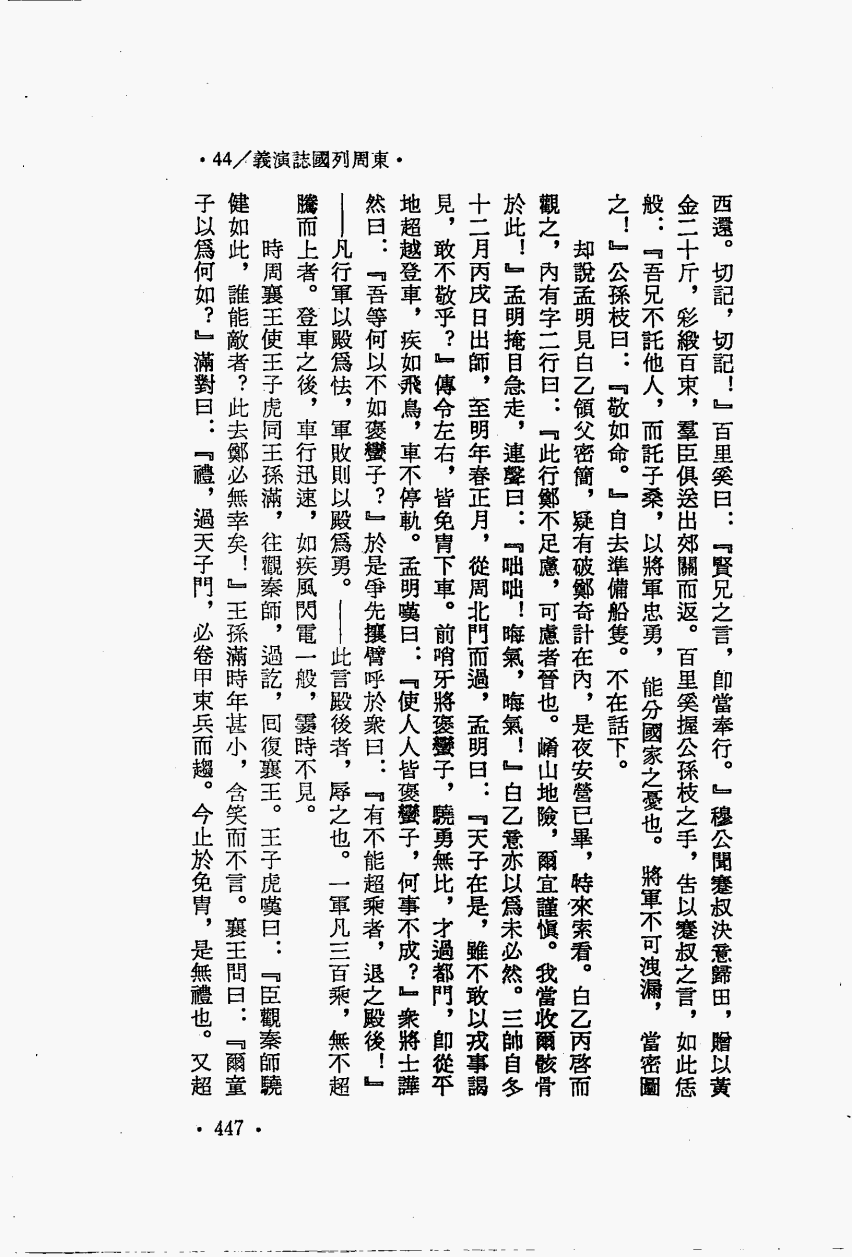 ・44／義演誌國列周東・
西還。切記，切記！』百里奚曰：『賢兄之言，卽當奉行。』穆公聞蹇叔決意歸田，贈以黃
金二十斤，彩緞百束，羣臣俱送出郊關而返。百里奚握公孫枝之手，告以蹇叔之言，如此恁
般：『吾兄不託他人，而託子桑，以將軍忠勇，能分國家之憂也。將軍不可洩漏，當密圖
之！』公孫枝曰：『敬如命。』自去準備船隻。不在話下。
却說孟明見白乙領父密簡，疑有破鄭奇計在內，是夜安營已畢，特來索看。白乙丙啓而
觀之，內有字二行曰：『此行鄭不足慮，可慮者晉也。崤山地險，爾宜謹愼。我當收爾骸骨
於此！』孟明掩目急走，連聲曰：『咄咄！晦氣，晦氣！』白乙意亦以爲未必然。三帥自冬
十二月丙戌日出師，至明年春正月，從周北門而過，孟明曰：『天子在是，雖不敢以戎事謁
見，敢不敬乎？』傳令左右，皆免冑下車。前哨牙將褒蠻子，驍勇無比，才過都門，卽從平
地超越登車，疾如飛鳥，車不停軌。孟明嘆曰：『使人人皆褒蠻子，何事不成？』衆將士譁
然曰：『吾等何以不如褒蠻子？』於是爭先攘臂呼於衆曰：『有不能超乘者，退之殿後！』
——凡行軍以殿爲怯，軍敗則以殿爲勇。——此言殿後者，辱之也。一軍凡三百乘，無不超
騰而上者。登車之後，車行迅速，如疾風閃電一般，霎時不見。
時周襄王使王子虎同王孫滿，往觀秦師，過訖，回復襄王。王子虎嘆曰：『臣觀秦師驍
健如此，誰能敵者？此去鄭必無幸矣！』王孫滿時年甚小，含笑而不言。襄王問曰：『爾童
子以爲何如？』滿對曰：『禮，過天子門，必卷甲束兵而趨。今止於免冑，是無禮也。又超
・447・